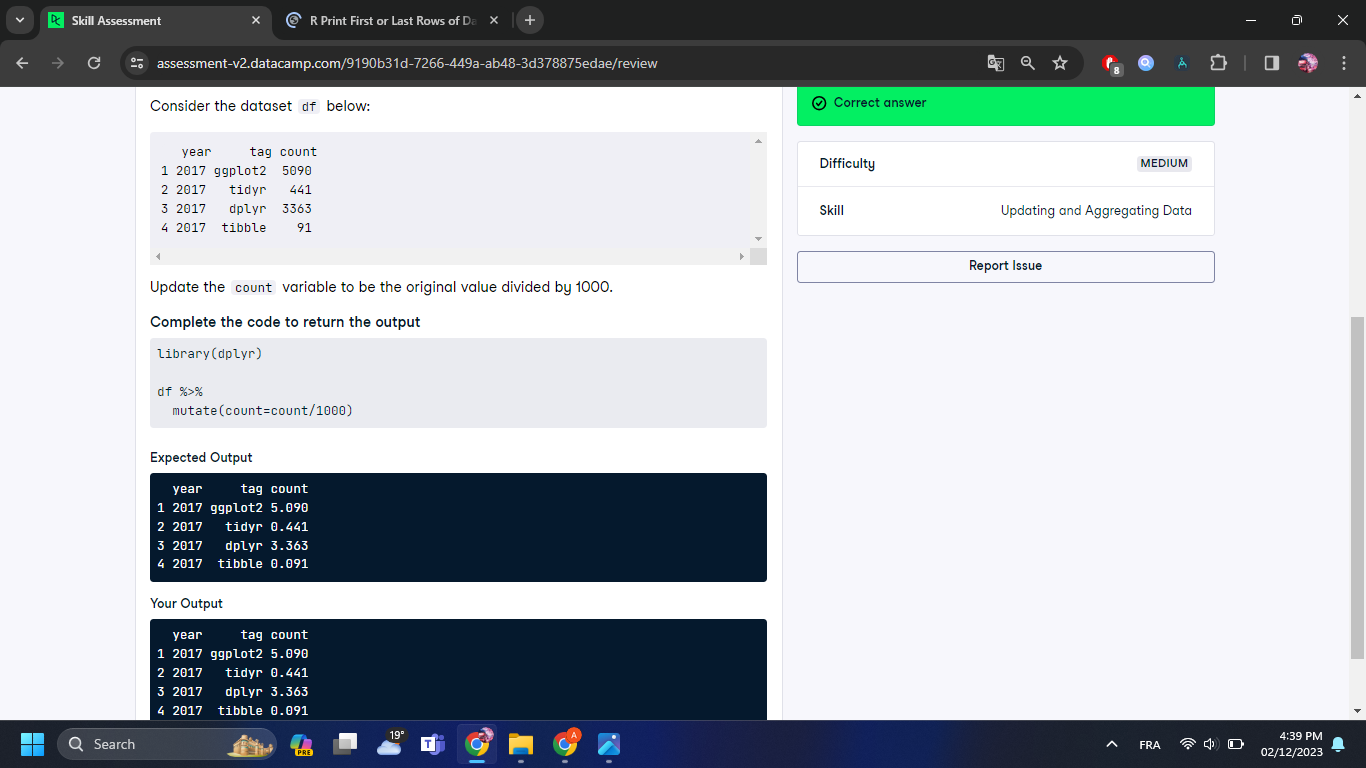 Skill Assessment
R Print First or Last Rows of Da
assessment-v2.datacamp.com/9190b31d-7266-449a-ab48-3d378875edae/review
8
Consider the dataset df below:
year tag count
1 2017 ggplot2 5090
2 2017 tidyr 441
3 2017 dplyr 3363
4 2017 tibble 91
Update the count variable to be the original value divided by 1000.
Complete the code to return the output
library(dplyr)
df %>%
mutate(count=count/1000)
Expected Output
year tag count
1 2017 ggplot2 5.090
2 2017 tidyr 0.441
3 2017 dplyr 3.363
4 2017 tibble 0.091
Your Output
year tag count
1 2017 ggplot2 5.090
2 2017 tidyr 0.441
3 2017 dplyr 3.363
4 2017 tibble 0.091
Correct answer
Difficulty MEDIUM
Skill Updating and Aggregating Data
Report Issue
Search
PRE
19°
A
FRA
4:39 PM
02/12/2023